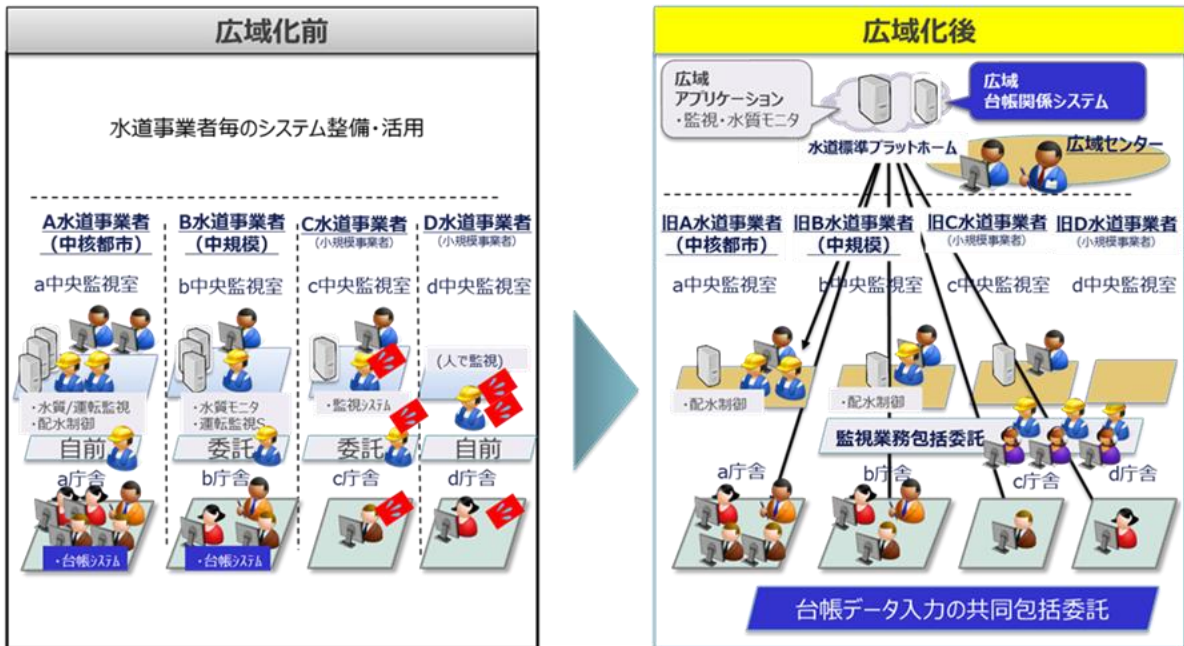 広域化前
水道事業者毎のシステム整備・活用
A水道事業者
(中核都市)
B水道事業者
(中規模)
C水道事業者
(小規模事業者)
D水道事業者
(小規模事業者)
a中央監視室
b中央監視室
c中央監視室
d中央監視室
(人で監視)
・水質/運転監視
・配水制御
・水質モニタ
・運転監視S
・監視システム
自前
委託
委託
自前
a庁舎
b庁舎
c庁舎
d庁舎
・台帳システム
・台帳システム
広域化後
広域
アプリケーション
・監視・水質モニタ
広域
台帳関係システム
水道標準プラットホーム
広域センター
旧A水道事業者
(中核都市)
旧B水道事業者
(中規模)
旧C水道事業者
(小規模事業者)
旧D水道事業者
(小規模事業者)
a中央監視室
b中央監視室
c中央監視室
d中央監視室
・配水制御
・配水制御
監視業務包括委託
a庁舎
b庁舎
c庁舎
d庁舎
台帳データ入力の共同包括委託